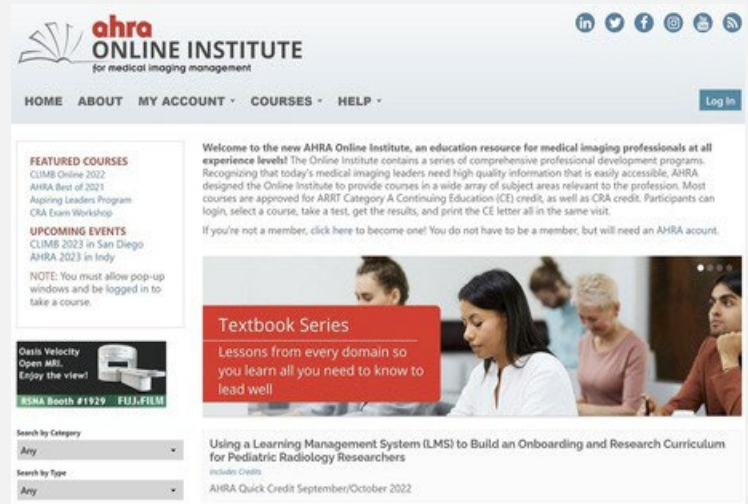 ahra
ONLINE INSTITUTE
for medical imaging management
HOME ABOUT MY ACCOUNT COURSES HELP
Log In
FEATURED COURSES
CLIMB Online 2022
AHRA Best of 2021
Aspiring Leaders Program
CRA Exam Workshop
UPCOMING EVENTS
CLIMB 2023 in San Diego
AHRA 2023 in Indy
NOTE: You must allow pop-up
windows and be logged in to
take a course.
Welcome to the new AHRA Online Institute, an education resource for medical imaging professionals at all
experience levels! The Online Institute contains a series of comprehensive professional development programs.
Recognizing that today's medical imaging leaders need high quality information that is easily accessible, AHRA
designed the Online Institute to provide courses in a wide array of subject areas relevant to the profession. Most
courses are approved for ARRT Category A Continuing Education (CE) credit, as well as CRA credit. Participants can
login, select a course, take a test, get the results, and print the CE letter all in the same visit.
If you're not a member, click here to become one! You do not have to be a member, but will need an AHRA acount.
Textbook Series
Lessons from every domain so
you learn all you need to know to
lead well
Oasis Velocity
Open MRI.
Enjoy the view!
RSNA Booth #1929 FUJIFILM
Search by Category
Any
Search by Type
Any
Using a Learning Management System (LMS) to Build an Onboarding and Research Curriculum
for Pediatric Radiology Researchers
Includes Credits
AHRA Quick Credit September/October 2022